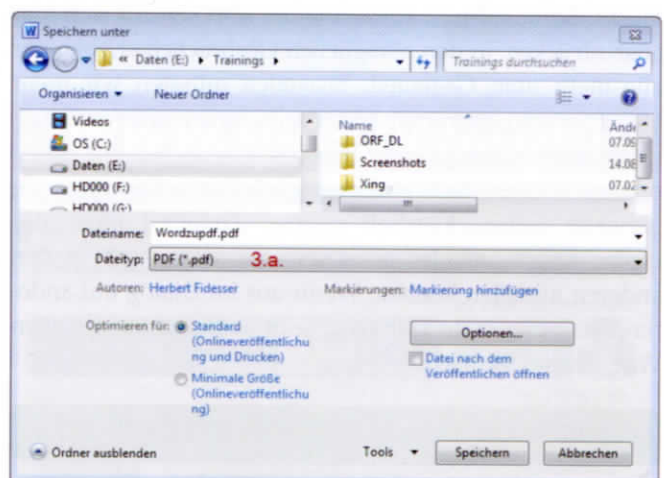 Speichern unter
« Daten (E:) ▸ Trainings ▸ Trainings durchsuchen
Organisieren Neuer Ordner
Videos
OS (C:)
Daten (E:)
HD000 (F:)
HD000 (G:)
Name Ände
ORF_DL 07.09
Screenshots 14.08
Xing 07.02
Dateiname: Wordzupdf.pdf
Dateityp: PDF (*.pdf) 3.a.
Autoren: Herbert Fidesser Markierungen: Markierung hinzufügen
Optimieren für: Standard
(Onlineveröffentlichu
ng und Drucken)
Minimale Größe
(Onlineveröffentlichu
ng)
Optionen...
Datei nach dem
Veröffentlichen öffnen
Ordner ausblenden Tools Speichern Abbrechen